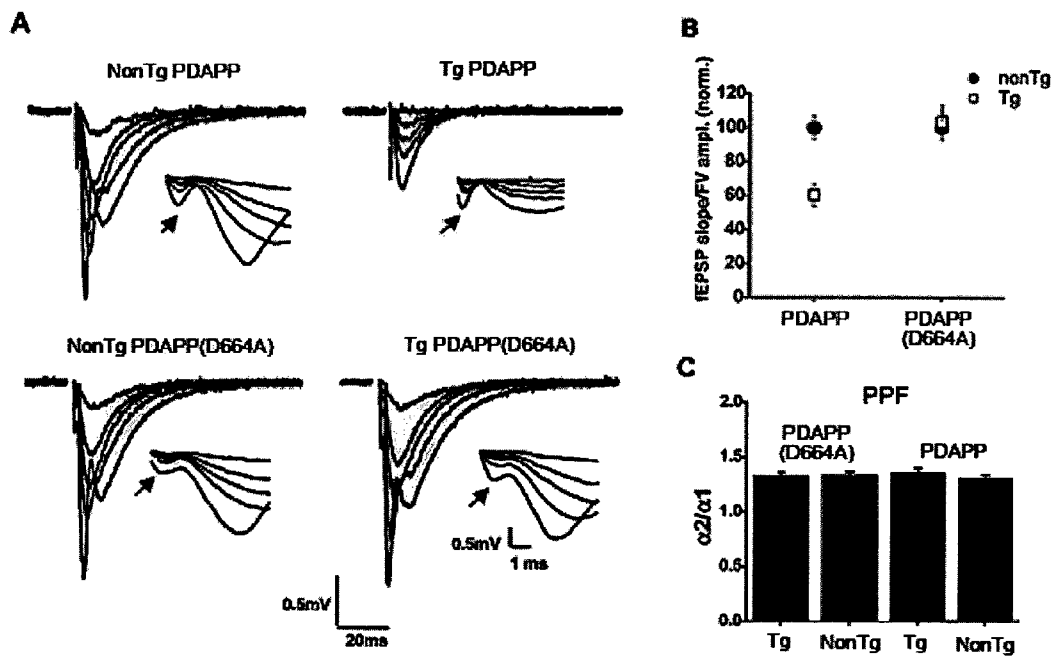 A
NonTg PDAPP
Tg PDAPP
NonTg PDAPP(D664A)
Tg PDAPP(D664A)
0.5mV
1 ms
0.5mV
20ms
B
nonTg
Tg
fEPSP slope/FV ampl. (norm.)
120
100
80
60
40
20
0
PDAPP
PDAPP
(D664A)
C
PPF
PDAPP
(D664A)
PDAPP
α2/α1
2.0
1.5
1.0
0.5
0.0
Tg
NonTg
Tg
NonTg